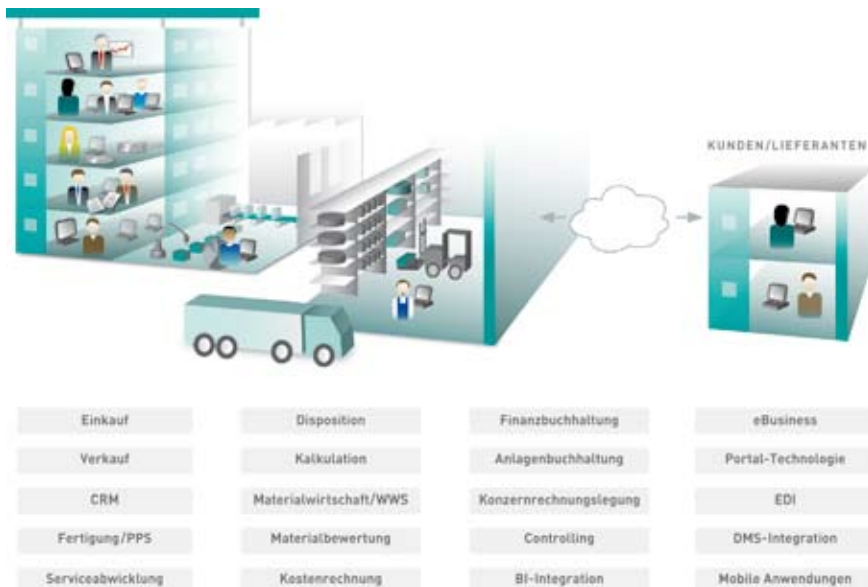 KUNDEN/LIEFERANTEN
Einkauf
Disposition
Finanzbuchhaltung
eBusiness
Verkauf
Kalkulation
Anlagenbuchhaltung
Portal-Technologie
CRM
Materialwirtschaft/WWS
Konzernrechnungslegung
EDI
Fertigung/PPS
Materialbewertung
Controlling
DMS-Integration
Serviceabwicklung
Kostenrechnung
BI-Integration
Mobile Anwendungen